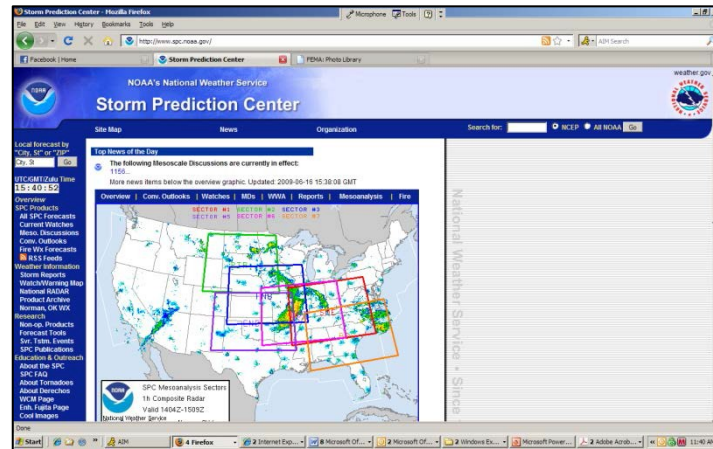 Storm Prediction Center - Mozilla Firefox
Microphone Tools
File Edit View History Bookmarks Tools Help
http://www.spc.noaa.gov/
AIM Search
Facebook | Home
Storm Prediction Center
FEMA: Photo Library
weather.gov
NOAA's National Weather Service
Storm Prediction Center
NOAA
Site Map News Organization
Search for: NCEP All NOAA Go
Local forecast by
"City, St" or "ZIP"
City, St Go
UTC/GMT/Zulu Time
15:40:52
Overview
SPC Products
All SPC Forecasts
Current Watches
Meso. Discussions
Conv. Outlooks
Fire Wx Forecasts
RSS Feeds
Weather Information
Storm Reports
Watch/Warning Map
National RADAR
Product Archive
Norman, OK WX
Research
Non-op. Products
Forecast Tools
Svr. Tstm. Events
SPC Publications
Education & Outreach
About the SPC
SPC FAQ
About Tornadoes
About Derechos
WCM Page
Enh. Fujita Page
Cool Images
Top News of the Day
The following Mesoscale Discussions are currently in effect:
1156...
More news items below the overview graphic. Updated: 2009-06-16 15:38:08 GMT
Overview | Conv. Outlooks | Watches | MDs | WWA | Reports | Mesoanalysis | Fire
SECTOR #1 SECTOR #2 SECTOR #3
SECTOR #5 SECTOR #6
SPC Mesoanalysis Sectors
1h Composite Radar
Valid 1404Z-1509Z
National Weather Service
National Weather Service • Since
Done
Start
AIM
4 Firefox
2 Internet Exp...
8 Microsoft Of...
2 Microsoft Of...
2 Windows Ex...
Microsoft Power...
2 Adobe Acrob...
11:40 AM